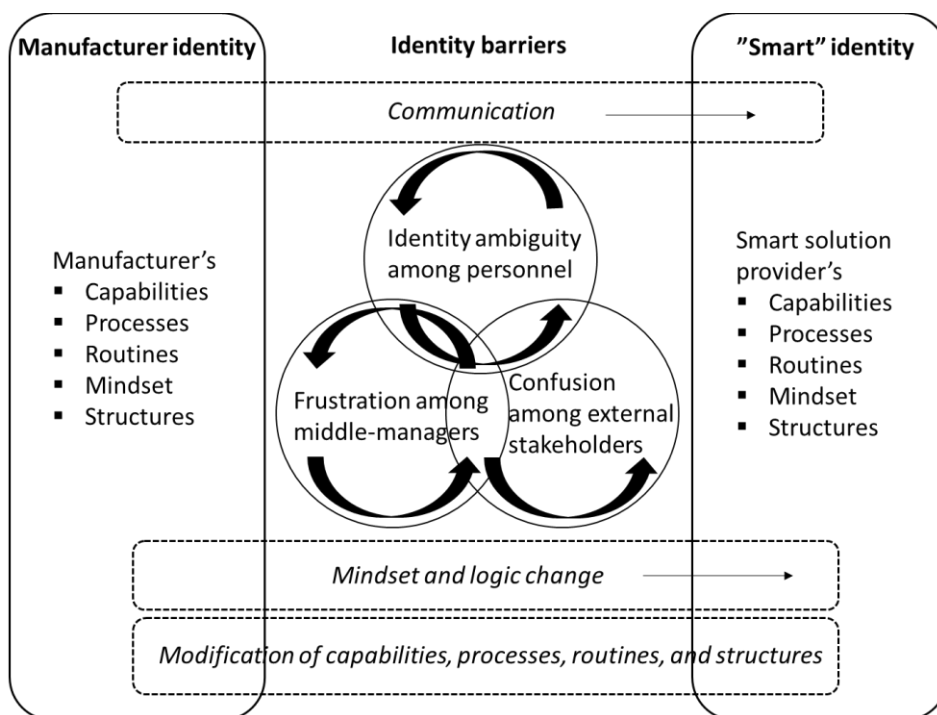 Manufacturer identity
Identity barriers
”Smart” identity
Communication
Identity ambiguity
among personnel
Manufacturer’s
▪ Capabilities
▪ Processes
▪ Routines
▪ Mindset
▪ Structures
Frustration among
middle-managers
Confusion
among external
stakeholders
Smart solution
provider’s
▪ Capabilities
▪ Processes
▪ Routines
▪ Mindset
▪ Structures
Mindset and logic change
Modification of capabilities, processes, routines, and structures